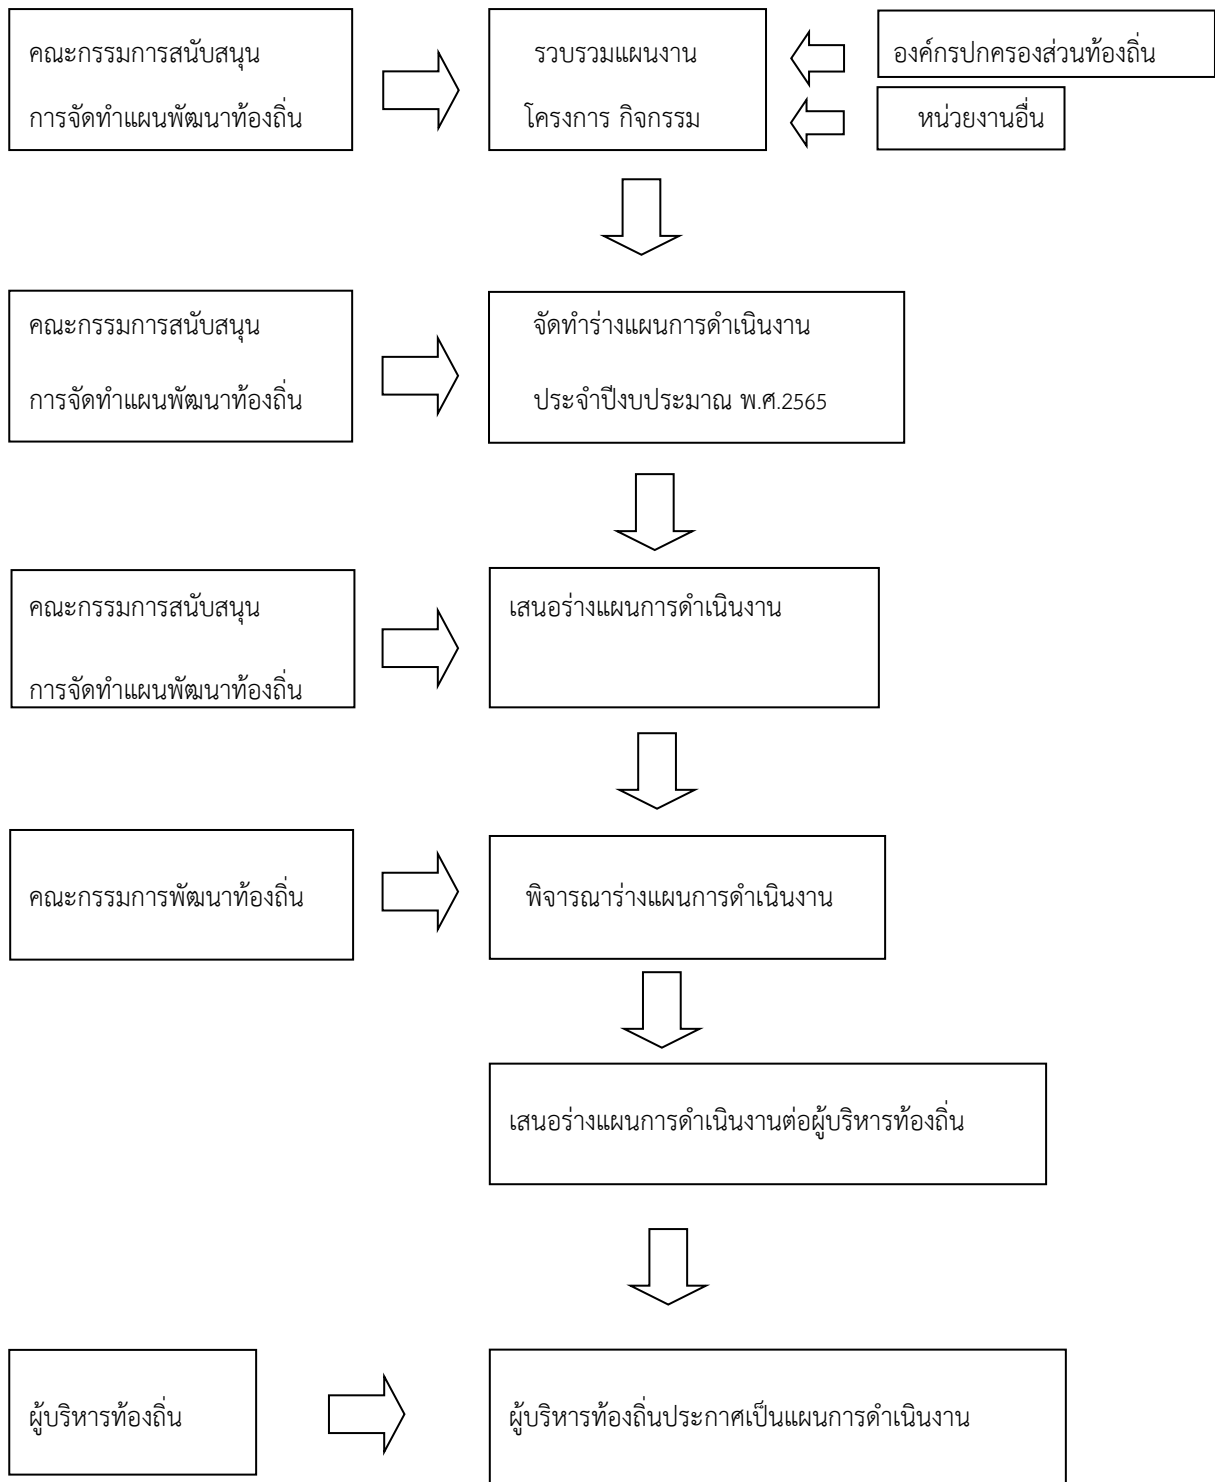 คณะกรรมการสนับสนุน
การจัดทำแผนพัฒนาท้องถิ่น
รวบรวมแผนงาน
โครงการ กิจกรรม
องค์กรปกครองส่วนท้องถิ่น
หน่วยงานอื่น
คณะกรรมการสนับสนุน
การจัดทำแผนพัฒนาท้องถิ่น
จัดทำร่างแผนการดำเนินงาน
ประจำปีงบประมาณ พ.ศ.2565
คณะกรรมการสนับสนุน
การจัดทำแผนพัฒนาท้องถิ่น
เสนอร่างแผนการดำเนินงาน
คณะกรรมการพัฒนาท้องถิ่น
พิจารณาร่างแผนการดำเนินงาน
เสนอร่างแผนการดำเนินงานต่อผู้บริหารท้องถิ่น
ผู้บริหารท้องถิ่น
ผู้บริหารท้องถิ่นประกาศเป็นแผนการดำเนินงาน